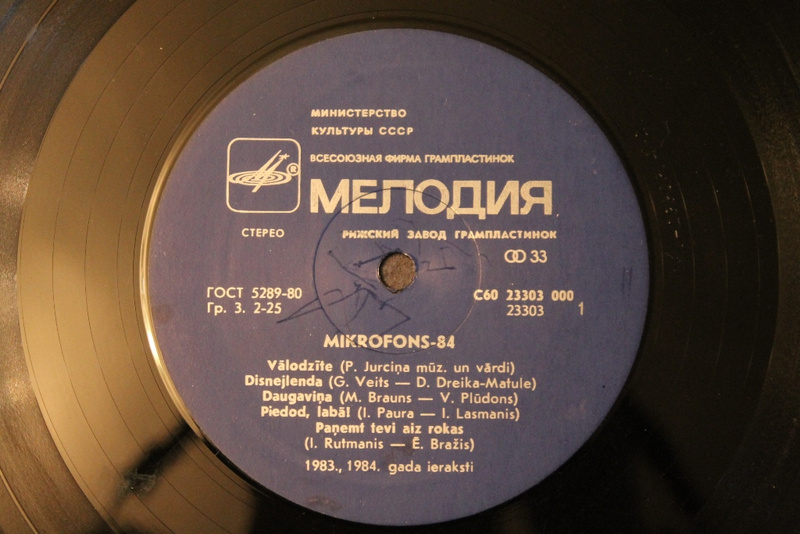 МИНИСТЕРСТВО
КУЛЬТУРЫ СССР
ВСЕСОЮЗНАЯ ФИРМА ГРАМПЛАСТИНОК
®
МЕЛОДИЯ
СТЕРЕО
РИЖСКИЙ ЗАВОД ГРАМПЛАСТИНОК
33
ГОСТ 5289-80
Гр. 3. 2-25
С60 23303 000
23303 1
MIKROFONS-84
Vālodzīte (P. Jurciņa mūz. un vārdi)
Disnejlenda (G. Veits — D. Dreika-Matule)
Daugaviņa (M. Brauns — V. Plūdons)
Piedod, labā! (I. Paura — I. Lasmanis)
Paņemt tevi aiz rokas
(I. Rutmanis — Ē. Bražis)
1983., 1984. gada ieraksti